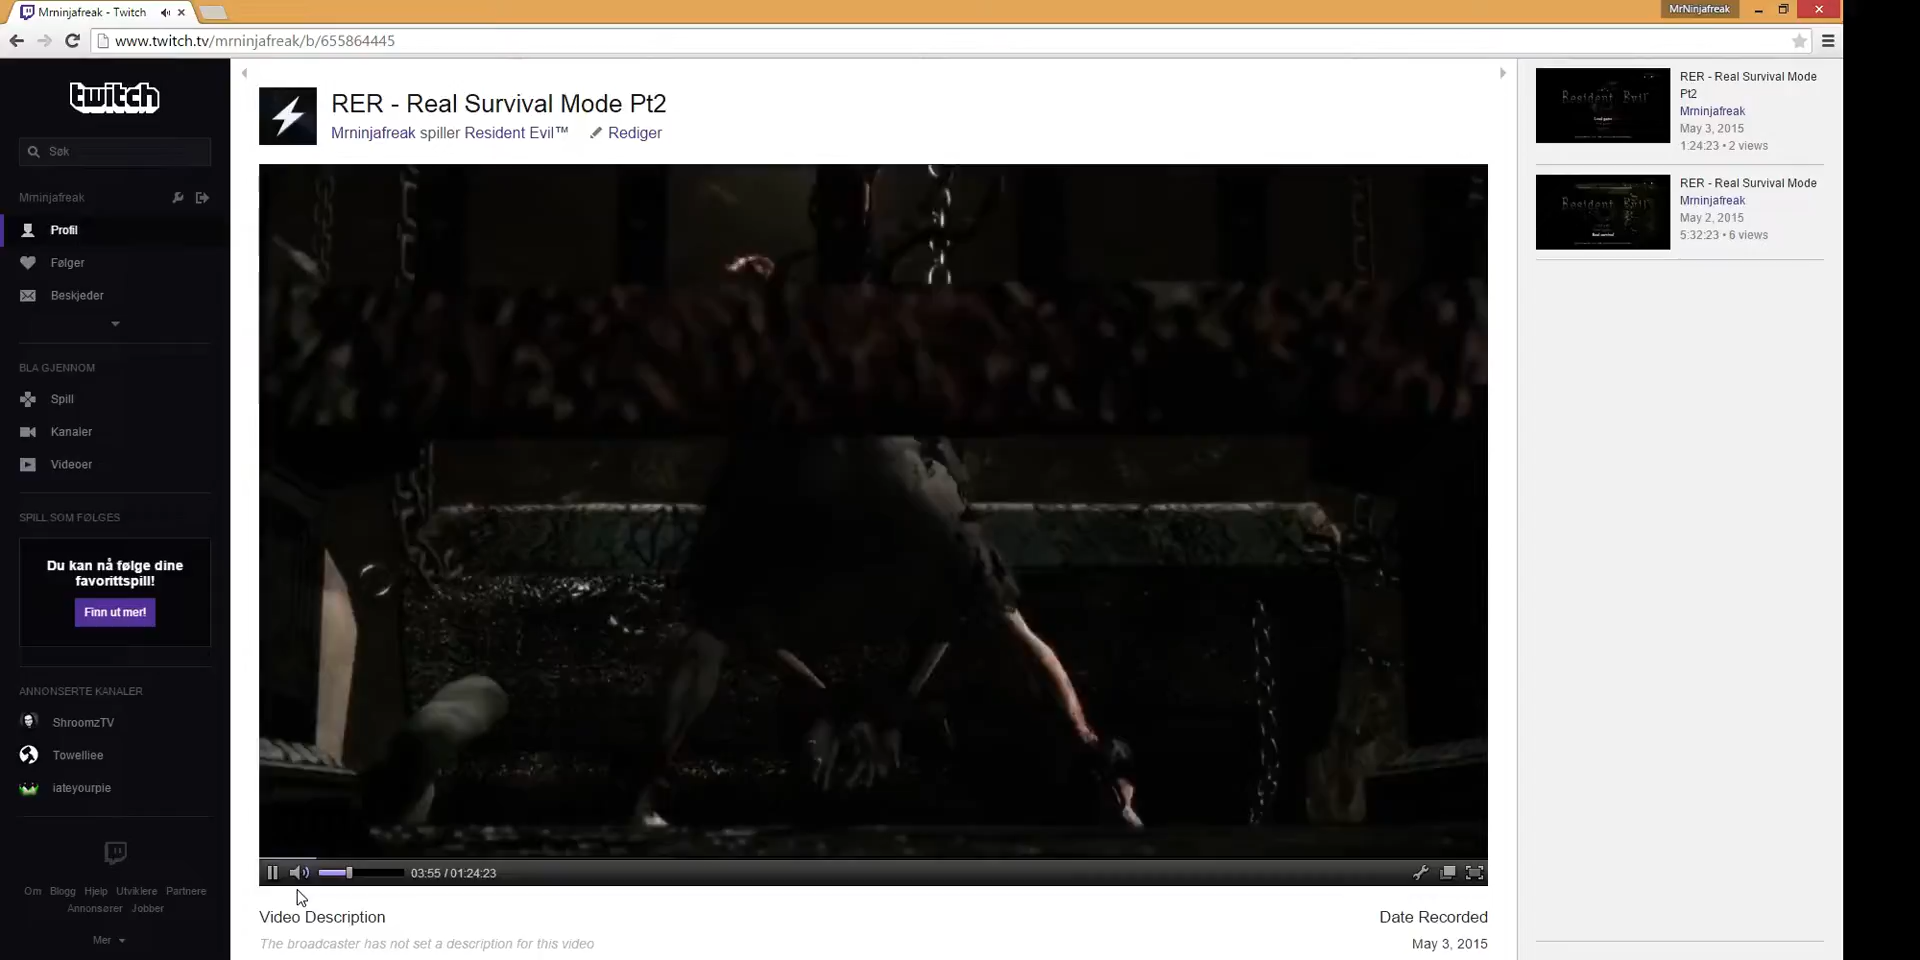 Mrninjafreak - Twitch
MrNinjafreak
www.twitch.tv/mrninjafreak/b/655864445
twitch
Søk
Mrninjafreak
Profil
Følger
Beskjeder
BLA GJENNOM
Spill
Kanaler
Videoer
SPILL SOM FØLGES
Du kan nå følge dine
favorittspill!
Finn ut mer!
ANNONSERTE KANALER
ShroomzTV
Towelliee
iateyourpie
Om Blogg Hjelp Utviklere Partnere
Annonsører Jobber
Mer
RER - Real Survival Mode Pt2
Mrninjafreak spiller Resident Evil™ Rediger
03:55 / 01:24:23
Video Description
The broadcaster has not set a description for this video
Date Recorded
May 3, 2015
Resident Evil
RER - Real Survival Mode
Pt2
Mrninjafreak
May 3, 2015
1:24:23 • 2 views
Resident Evil
RER - Real Survival Mode
Mrninjafreak
May 2, 2015
5:32:23 • 6 views